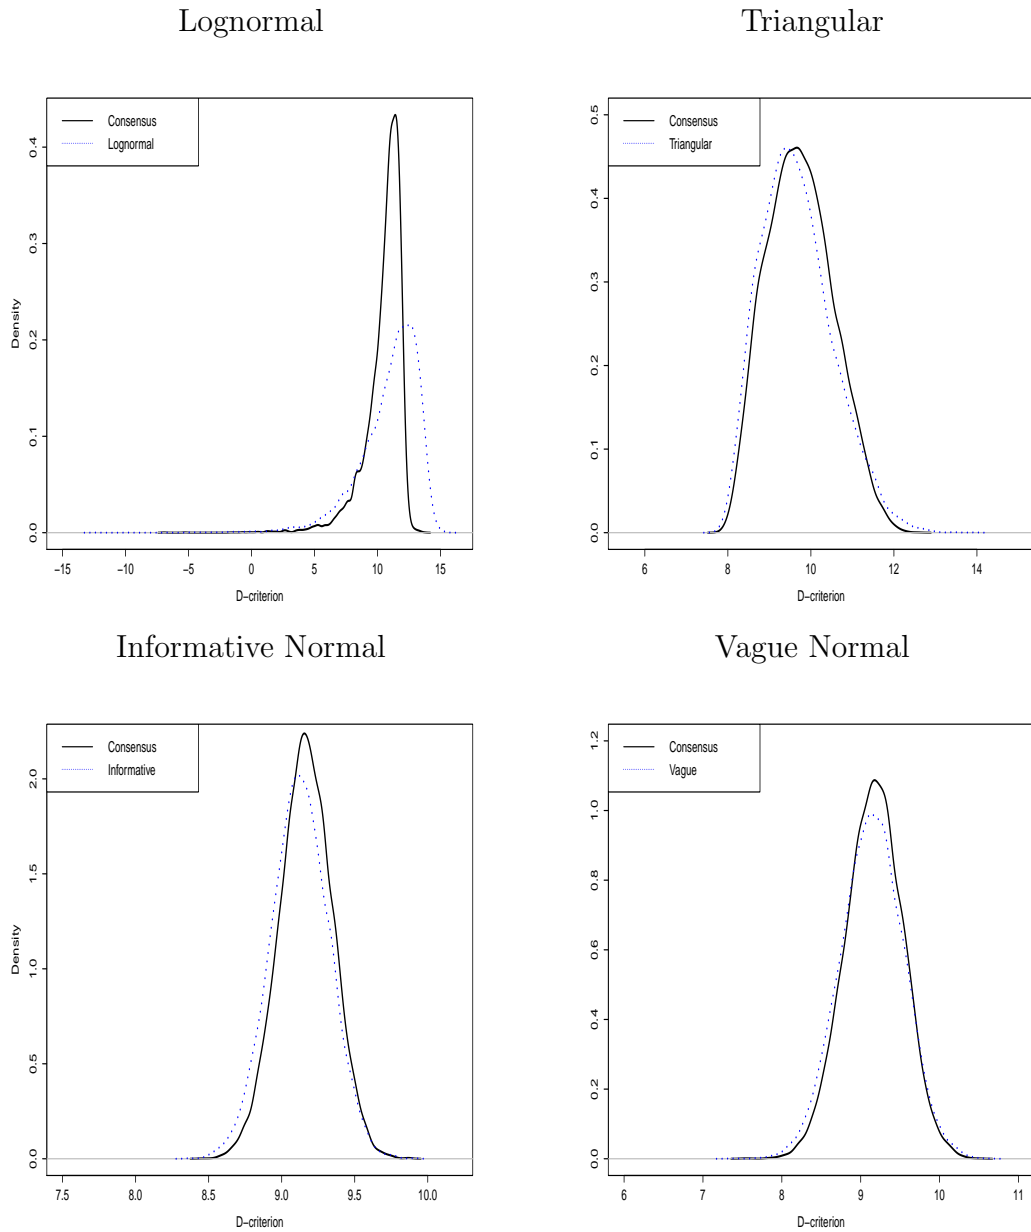 Lognormal
Triangular
Consensus
Lognormal
Density
0.0 0.1 0.2 0.3 0.4
−15 −10 −5 0 5 10 15
D−criterion
Consensus
Triangular
0.0 0.1 0.2 0.3 0.4 0.5
6 8 10 12 14
D−criterion
Informative Normal
Vague Normal
Consensus
Informative
Density
0.0 0.5 1.0 1.5 2.0
7.5 8.0 8.5 9.0 9.5 10.0
D−criterion
Consensus
Vague
0.0 0.2 0.4 0.6 0.8 1.0 1.2
6 7 8 9 10 11
D−criterion